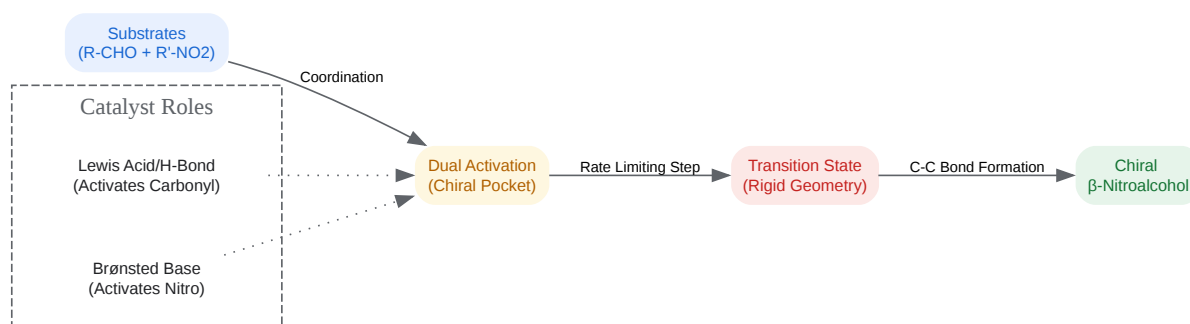 Substrates
(R-CHO + R'-NO2)
Coordination
Catalyst Roles
Lewis Acid/H-Bond
(Activates Carbonyl)
Dual Activation
(Chiral Pocket)
Rate Limiting Step
Transition State
(Rigid Geometry)
C-C Bond Formation
Chiral
β-Nitroalcohol
Brønsted Base
(Activates Nitro)